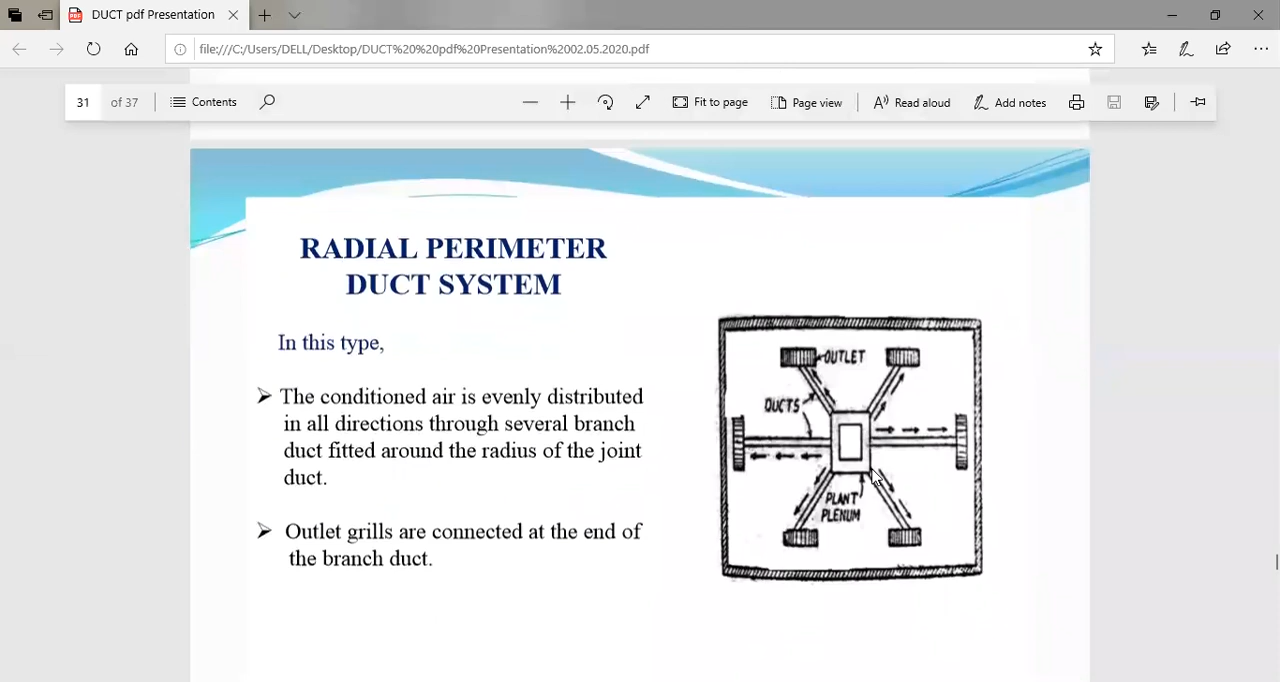 DUCT pdf Presentation
file:///C:/Users/DELL/Desktop/DUCT%20%20pdf%20Presentation%2002.05.2020.pdf
31 of 37 Contents Fit to page Page view Read aloud Add notes
RADIAL PERIMETER
DUCT SYSTEM
In this type,
➢ The conditioned air is evenly distributed
in all directions through several branch
duct fitted around the radius of the joint
duct.
➢ Outlet grills are connected at the end of
the branch duct.
OUTLET
DUCTS
PLANT
PLENUM